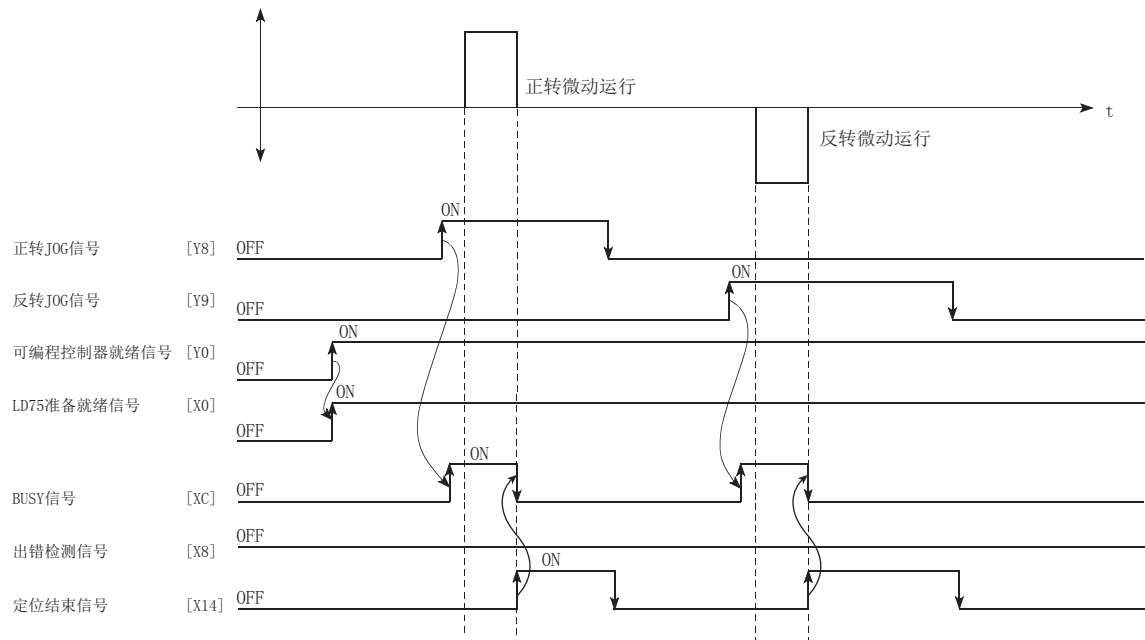 正转微动运行
t
反转微动运行
ON
正转JOG信号 [Y8] OFF
ON
反转JOG信号 [Y9] OFF
ON
可编程控制器就绪信号 [Y0] OFF
ON
LD75准备就绪信号 [X0] OFF
ON
BUSY信号 [XC] OFF
出错检测信号 [X8] OFF
ON
定位结束信号 [X14] OFF